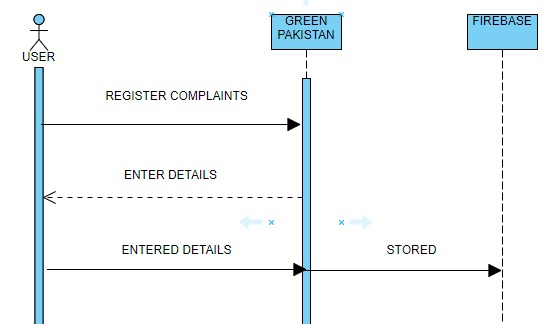 GREEN
PAKISTAN
FIREBASE
USER
REGISTER COMPLAINTS
ENTER DETAILS
ENTERED DETAILS
STORED